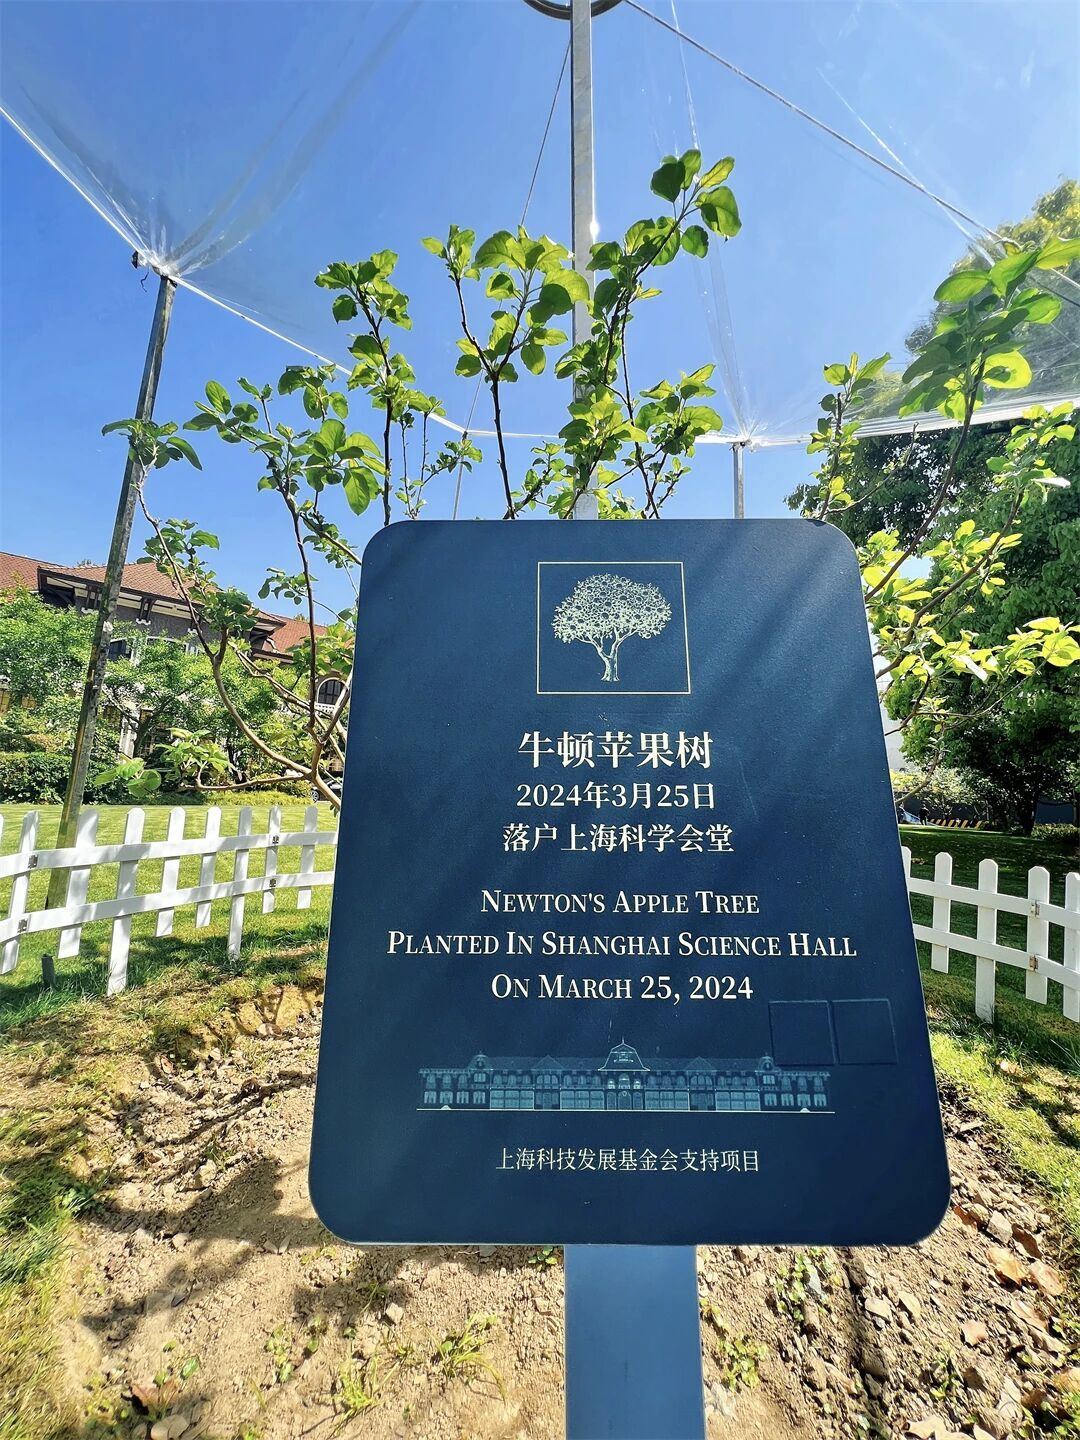 牛顿苹果树
2024年3月25日
落户上海科学会堂
NEWTON'S APPLE TREE
PLANTED IN SHANGHAI SCIENCE HALL
ON MARCH 25, 2024
上海科技发展基金会支持项目